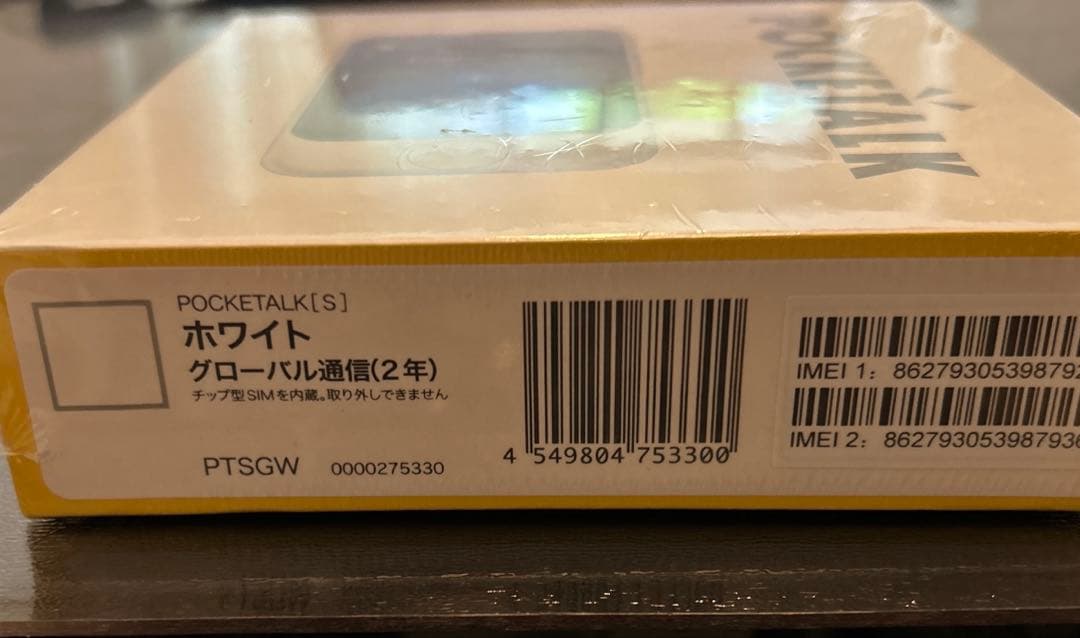 POCKETALK
POCKETALK[S]
ホワイト
グローバル通信(2年)
チップ型SIMを内蔵。取り外しできません
PTSGW 0000275330
4 549804 753300
IMEI 1: 86279305398792
IMEI 2: 86279305398793